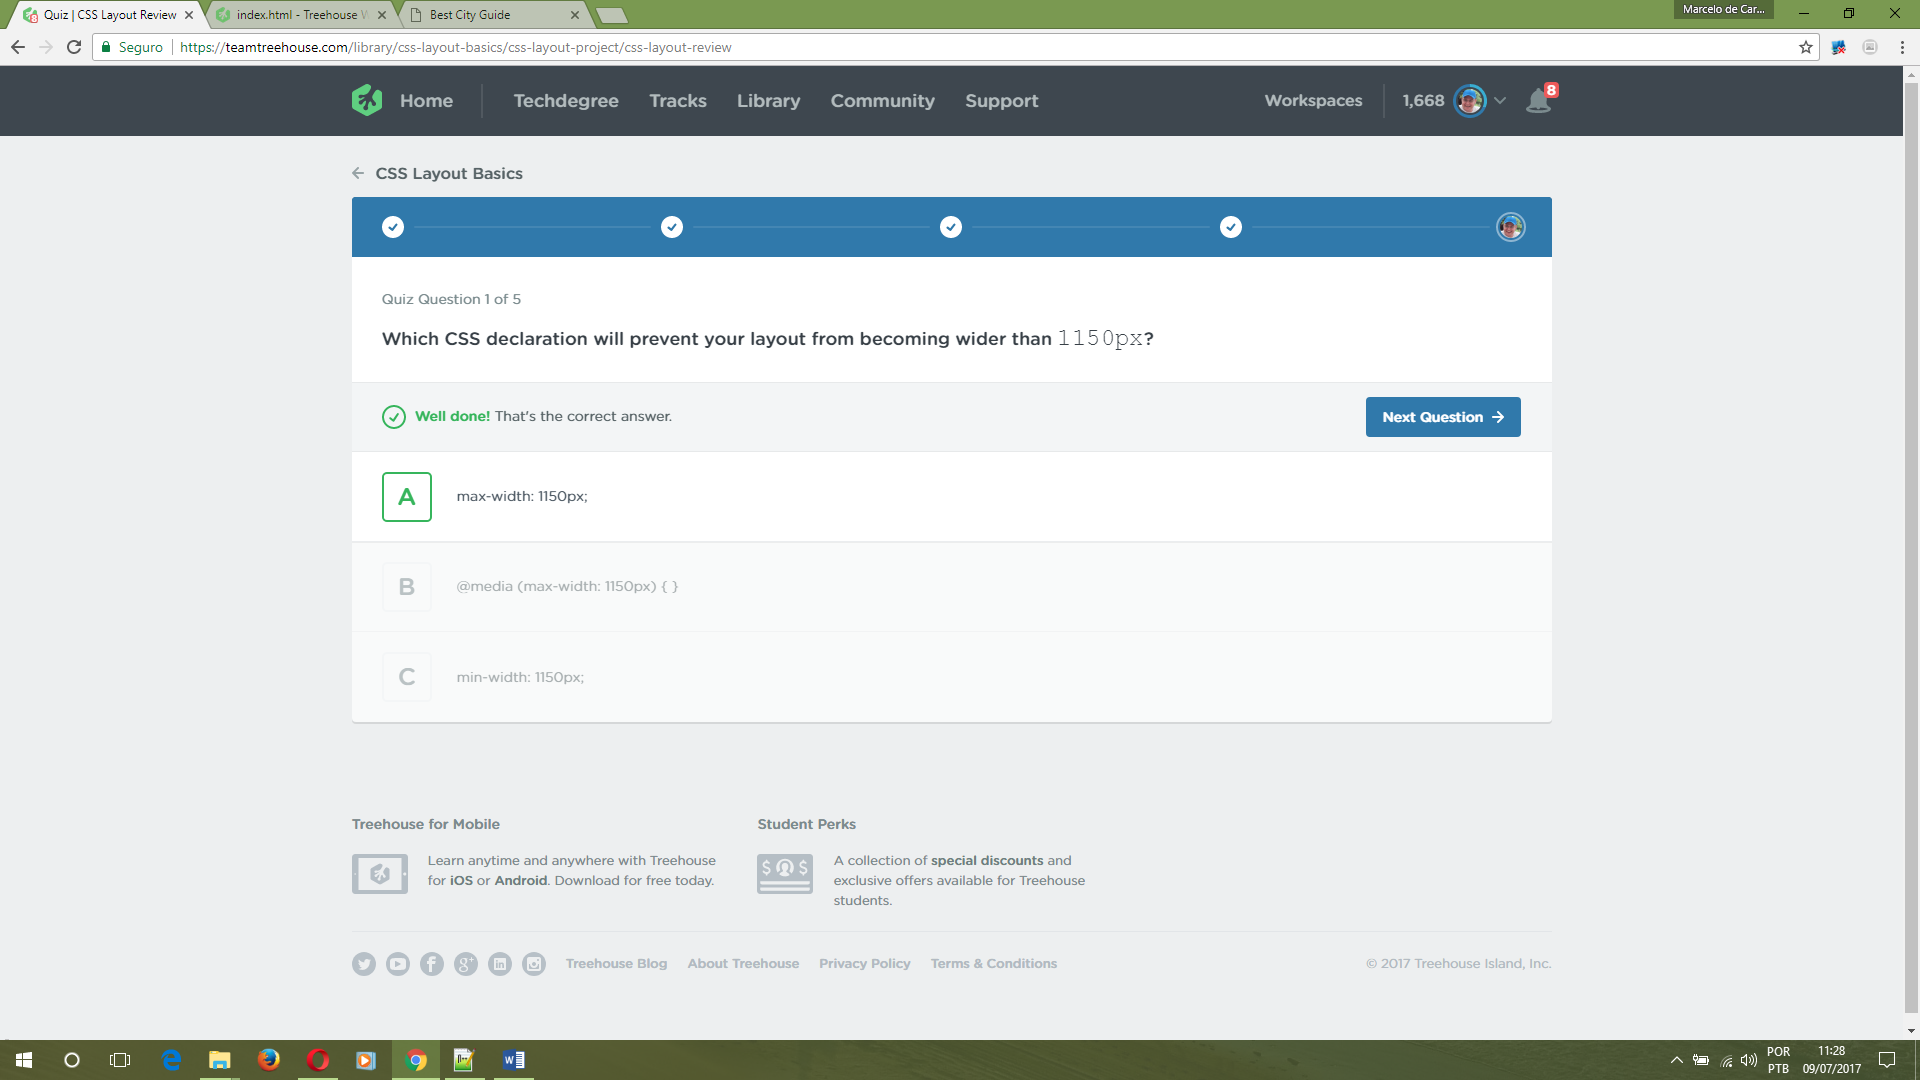 Quiz | CSS Layout Review
index.html - Treehouse W
Best City Guide
Marcelo de Car...
Seguro
https://teamtreehouse.com/library/css-layout-basics/css-layout-project/css-layout-review
Home
Techdegree
Tracks
Library
Community
Support
Workspaces
1,668
8
CSS Layout Basics
Quiz Question 1 of 5
Which CSS declaration will prevent your layout from becoming wider than 1150px?
Well done! That's the correct answer.
Next Question
A
max-width: 1150px;
B
@media (max-width: 1150px) { }
C
min-width: 1150px;
Treehouse for Mobile
Learn anytime and anywhere with Treehouse
for iOS or Android. Download for free today.
Student Perks
A collection of special discounts and
exclusive offers available for Treehouse
students.
Treehouse Blog
About Treehouse
Privacy Policy
Terms & Conditions
© 2017 Treehouse Island, Inc.
POR
PTB
11:28
09/07/2017